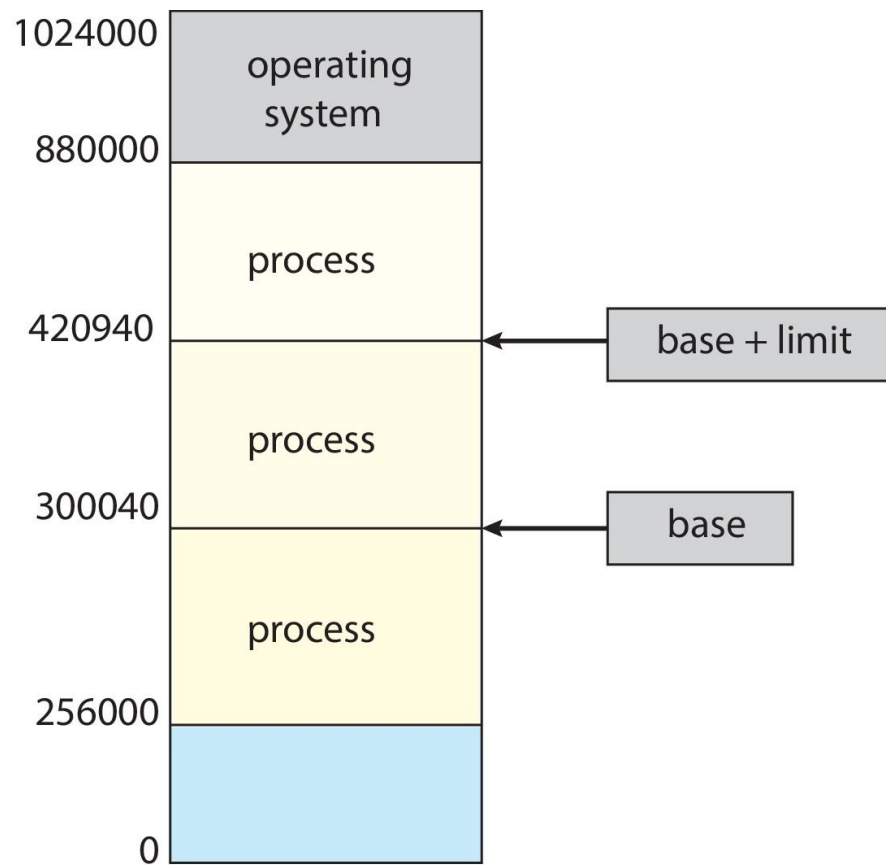 1024000
operating
system
880000
process
420940
base + limit
process
300040
base
process
256000
0